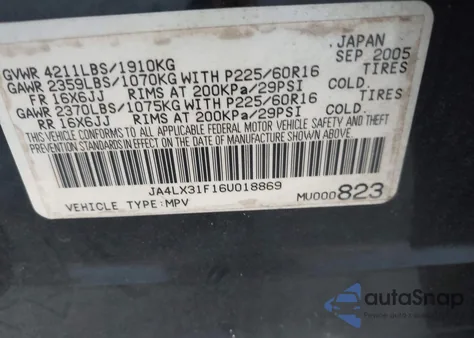 JAPAN
GVWR 4211LBS/1910KG SEP 2005
GAWR 2359LBS/1070KG WITH P225/60R16 TIRES
FR 16X6JJ RIMS AT 200KPa/29PSI COLD.
GAWR 2370LBS/1075KG WITH P225/60R16 TIRES
RR 16X6JJ RIMS AT 200KPa/29PSI COLD.
THIS VEHICLE CONFORMS TO ALL APPLICABLE FEDERAL MOTOR VEHICLE SAFETY AND
THEFT PREVENTION STANDARDS IN EFFECT ON THE DATE OF MANUFACTURE SHOWN ABOVE.
JA4LX31F16U018869
VEHICLE TYPE:MPV MU000823
autoSnap